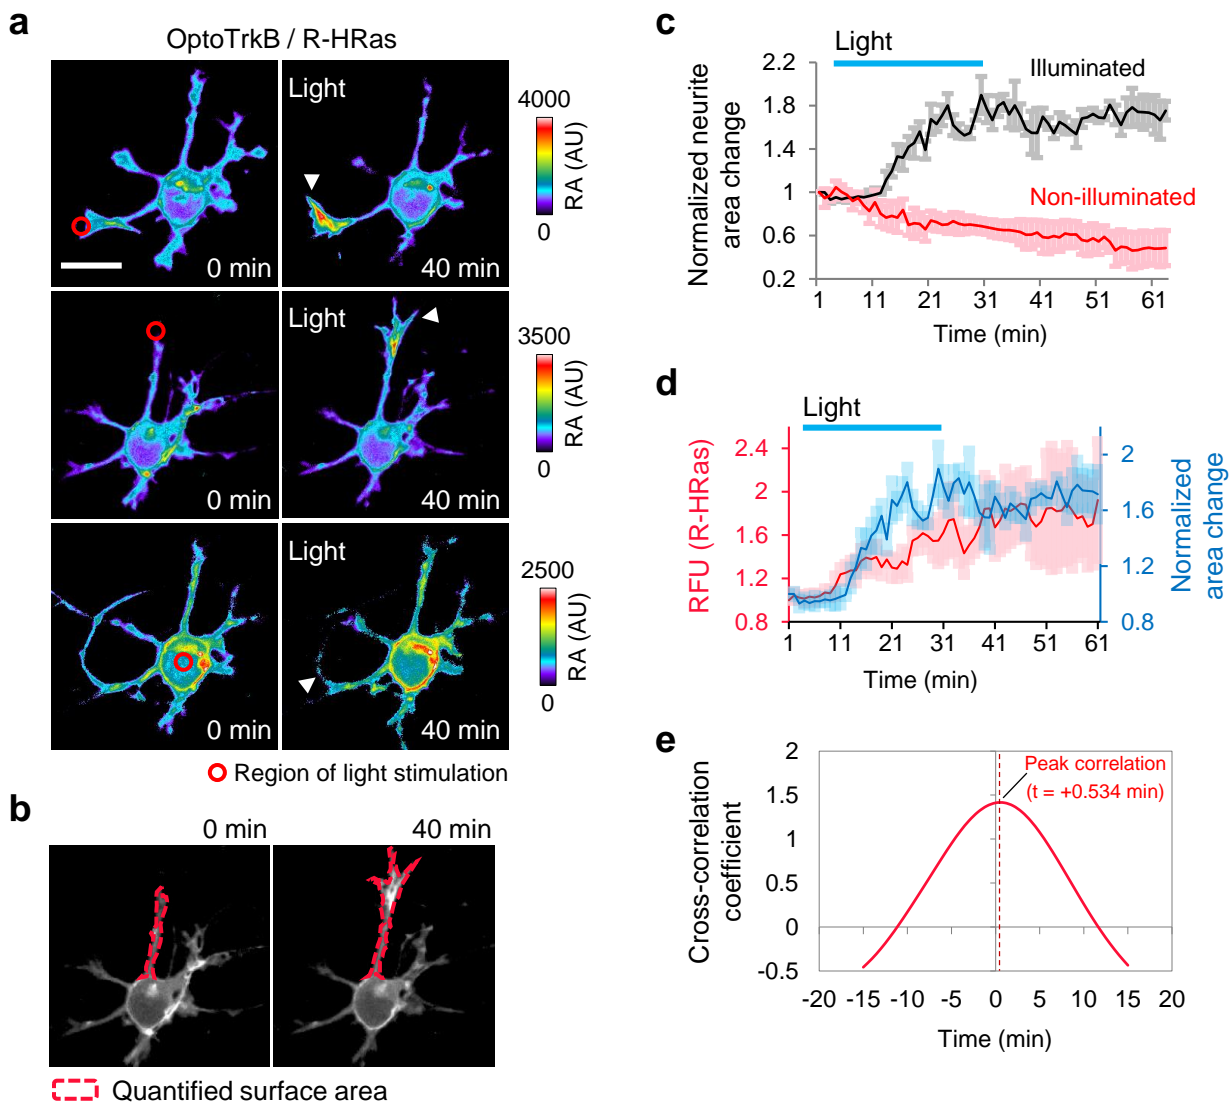 a
OptoTrkB / R-HRas
0 min
Light
40 min
4000
0
RA (AU)
0 min
Light
40 min
3500
0
RA (AU)
0 min
Light
40 min
2500
0
RA (AU)
Region of light stimulation
b
0 min
40 min
Quantified surface area
c
Light
Illuminated
Non-illuminated
Normalized neurite
area change
2.2
1.8
1.4
1
0.6
0.2
1 11 21 31 41 51 61
Time (min)
d
Light
RFU (R-HRas)
2.4
2
1.6
1.2
0.8
2
1.6
1.2
0.8
Normalized
area change
1 11 21 31 41 51 61
Time (min)
e
Cross-correlation
coefficient
2
1.5
1
0.5
0
-0.5
Peak correlation
(t = +0.534 min)
-20 -15 -10 -5 0 5 10 15 20
Time (min)